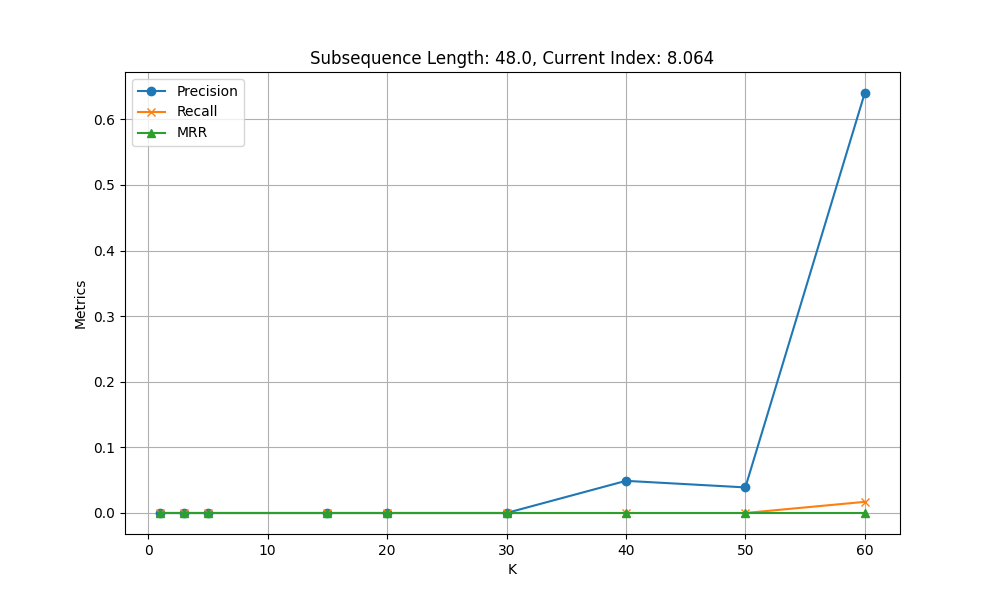 Subsequence Length: 48.0, Current Index: 8.064
Precision
Recall
MRR
0.6
0.5
0.4
0.3
0.2
0.1
0.0
Metrics
0 10 20 30 40 50 60
K